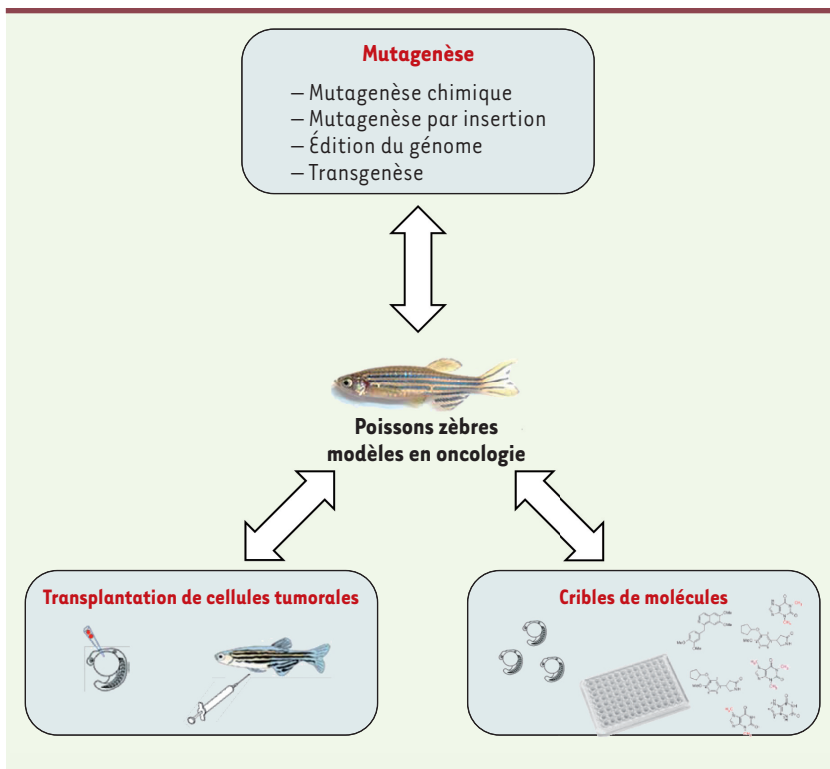 Mutagenèse
– Mutagenèse chimique
– Mutagenèse par insertion
– Édition du génome
– Transgenèse
Poissons zèbres
modèles en oncologie
Transplantation de cellules tumorales
Cribles de molécules